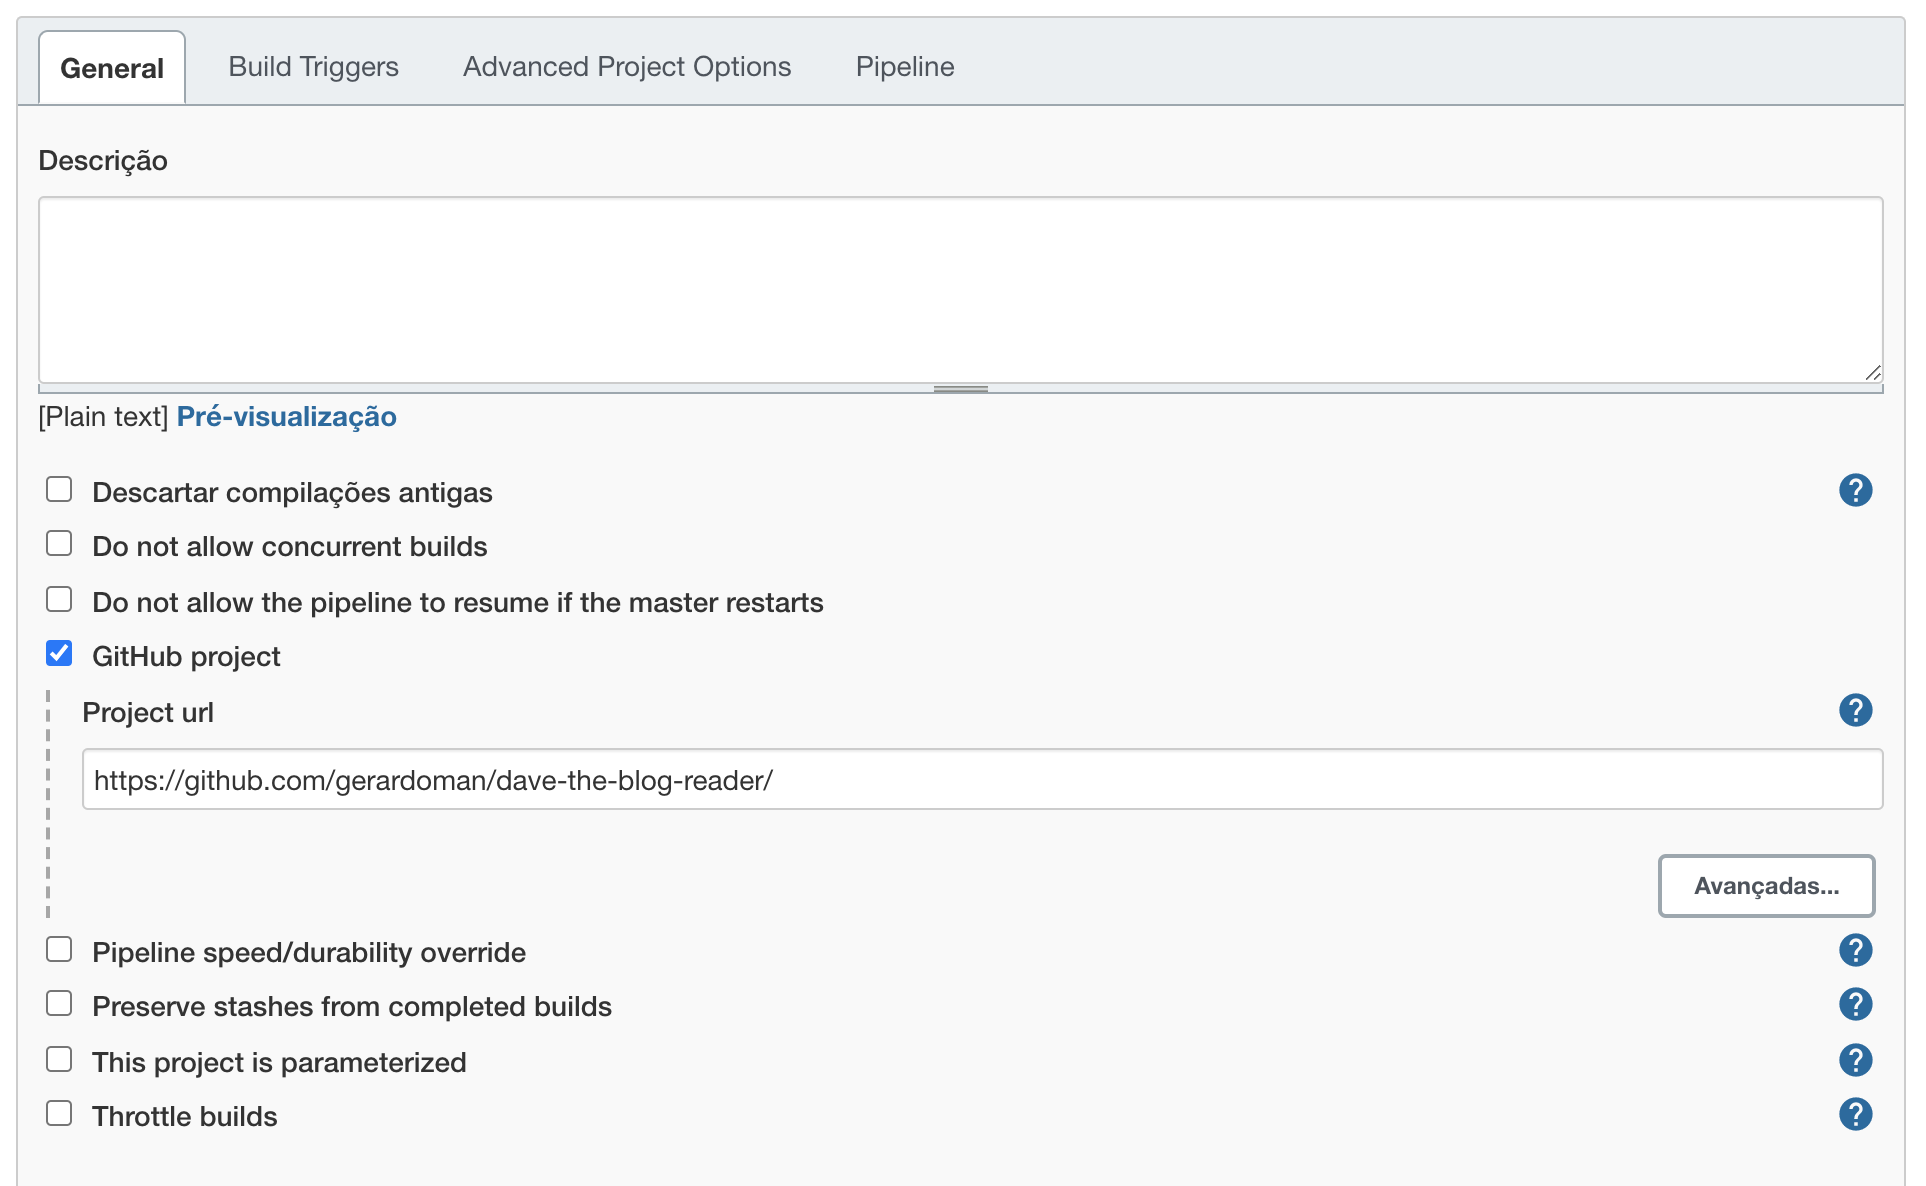 General Build Triggers Advanced Project Options Pipeline
Descrição
[Plain text] Pré-visualização
Descartar compilações antigas ?
Do not allow concurrent builds
Do not allow the pipeline to resume if the master restarts
GitHub project
Project url ?
https://github.com/gerardoman/dave-the-blog-reader/
Avançadas...
Pipeline speed/durability override ?
Preserve stashes from completed builds ?
This project is parameterized ?
Throttle builds ?